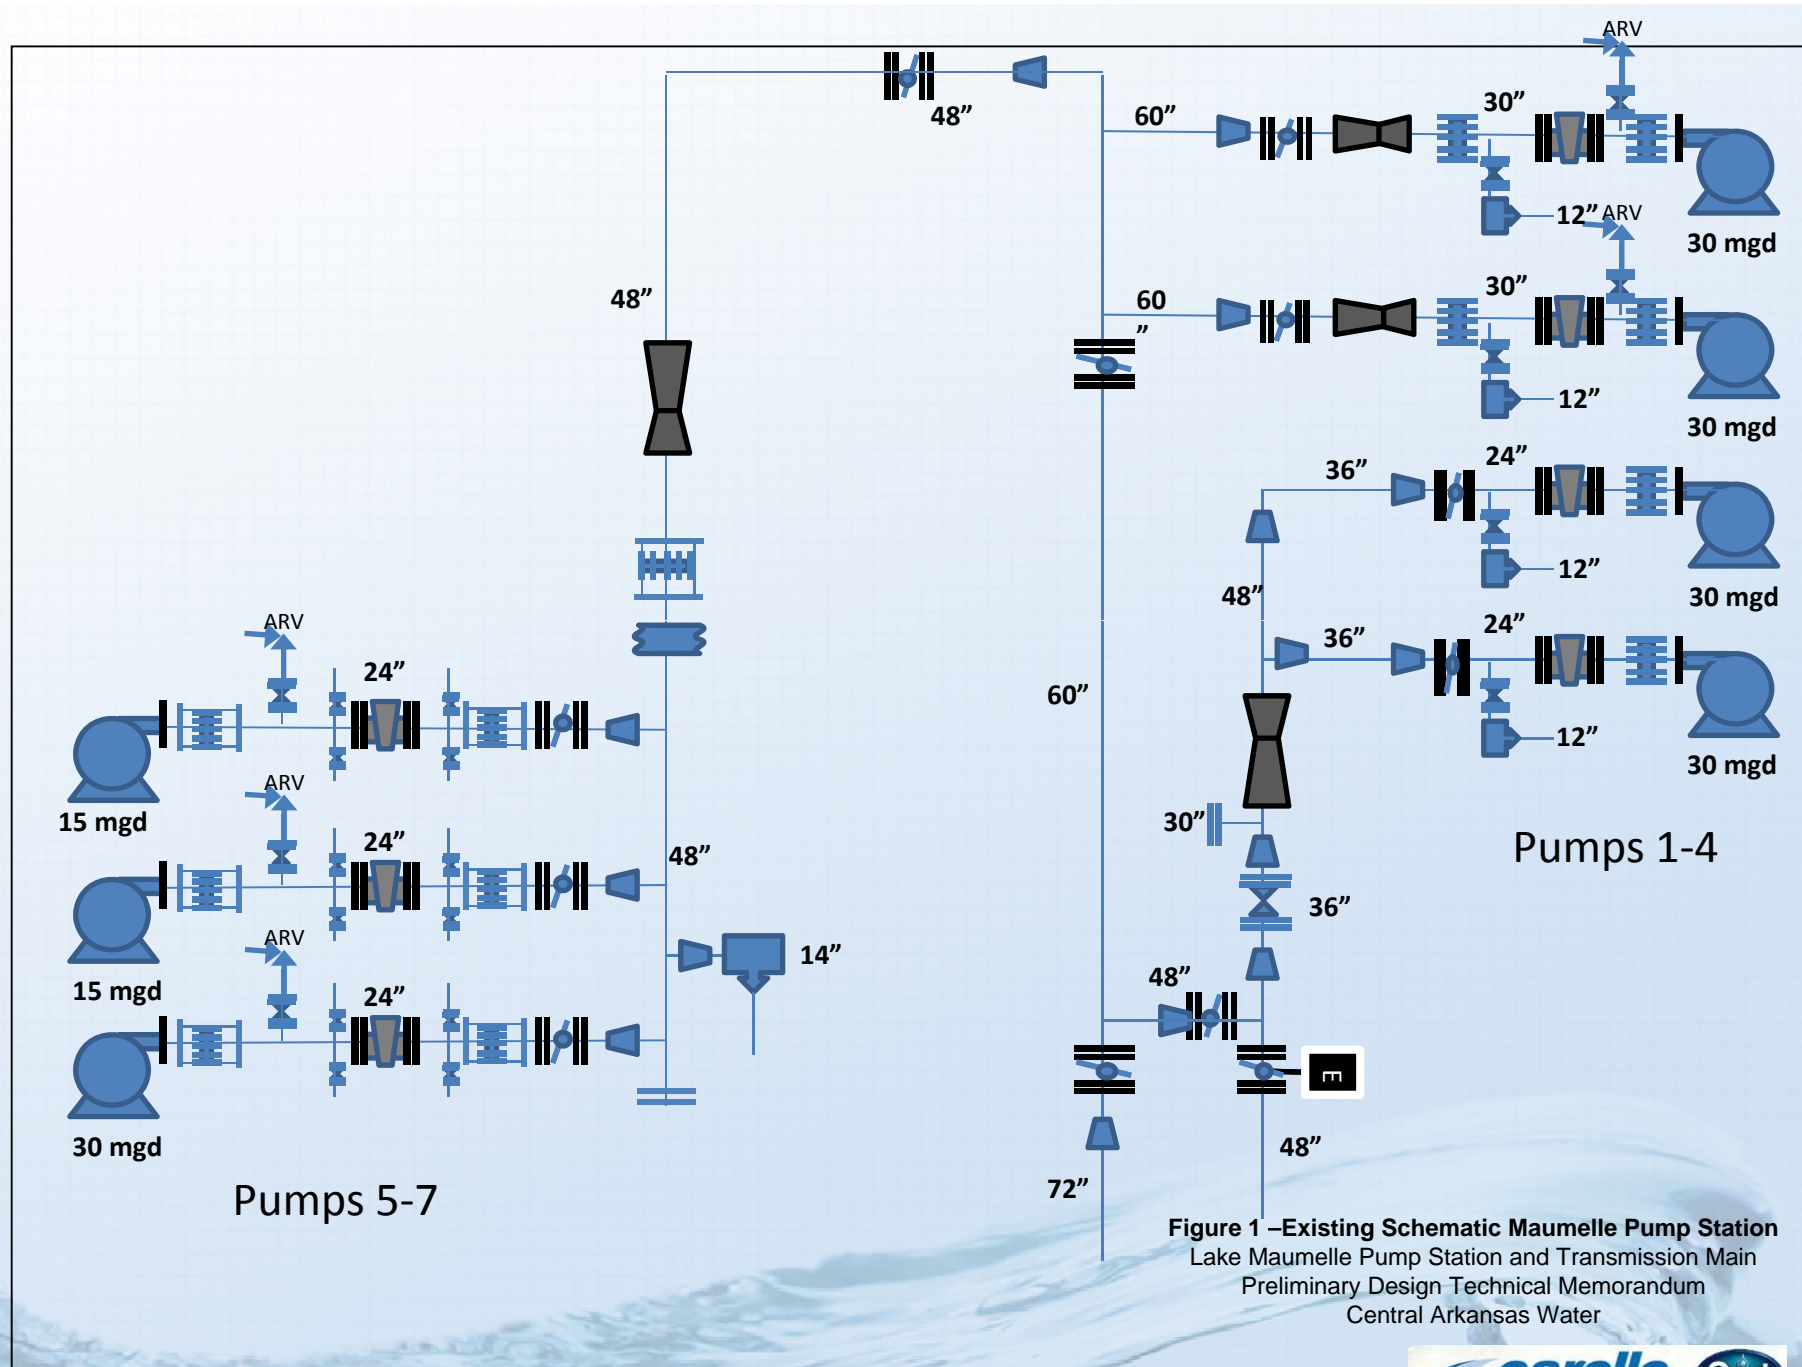 ARV
48”
60”
30”
12”
ARV
30 mgd
48”
60
”
30”
12”
30 mgd
36”
24”
12”
30 mgd
48”
36”
24”
12”
30 mgd
60”
ARV
24”
15 mgd
30”
Pumps 1-4
ARV
24”
48”
15 mgd
36”
ARV
24”
14”
48”
30 mgd
E
48”
72”
Pumps 5-7
Figure 1 –Existing Schematic Maumelle Pump Station
Lake Maumelle Pump Station and Transmission Main
Preliminary Design Technical Memorandum
Central Arkansas Water